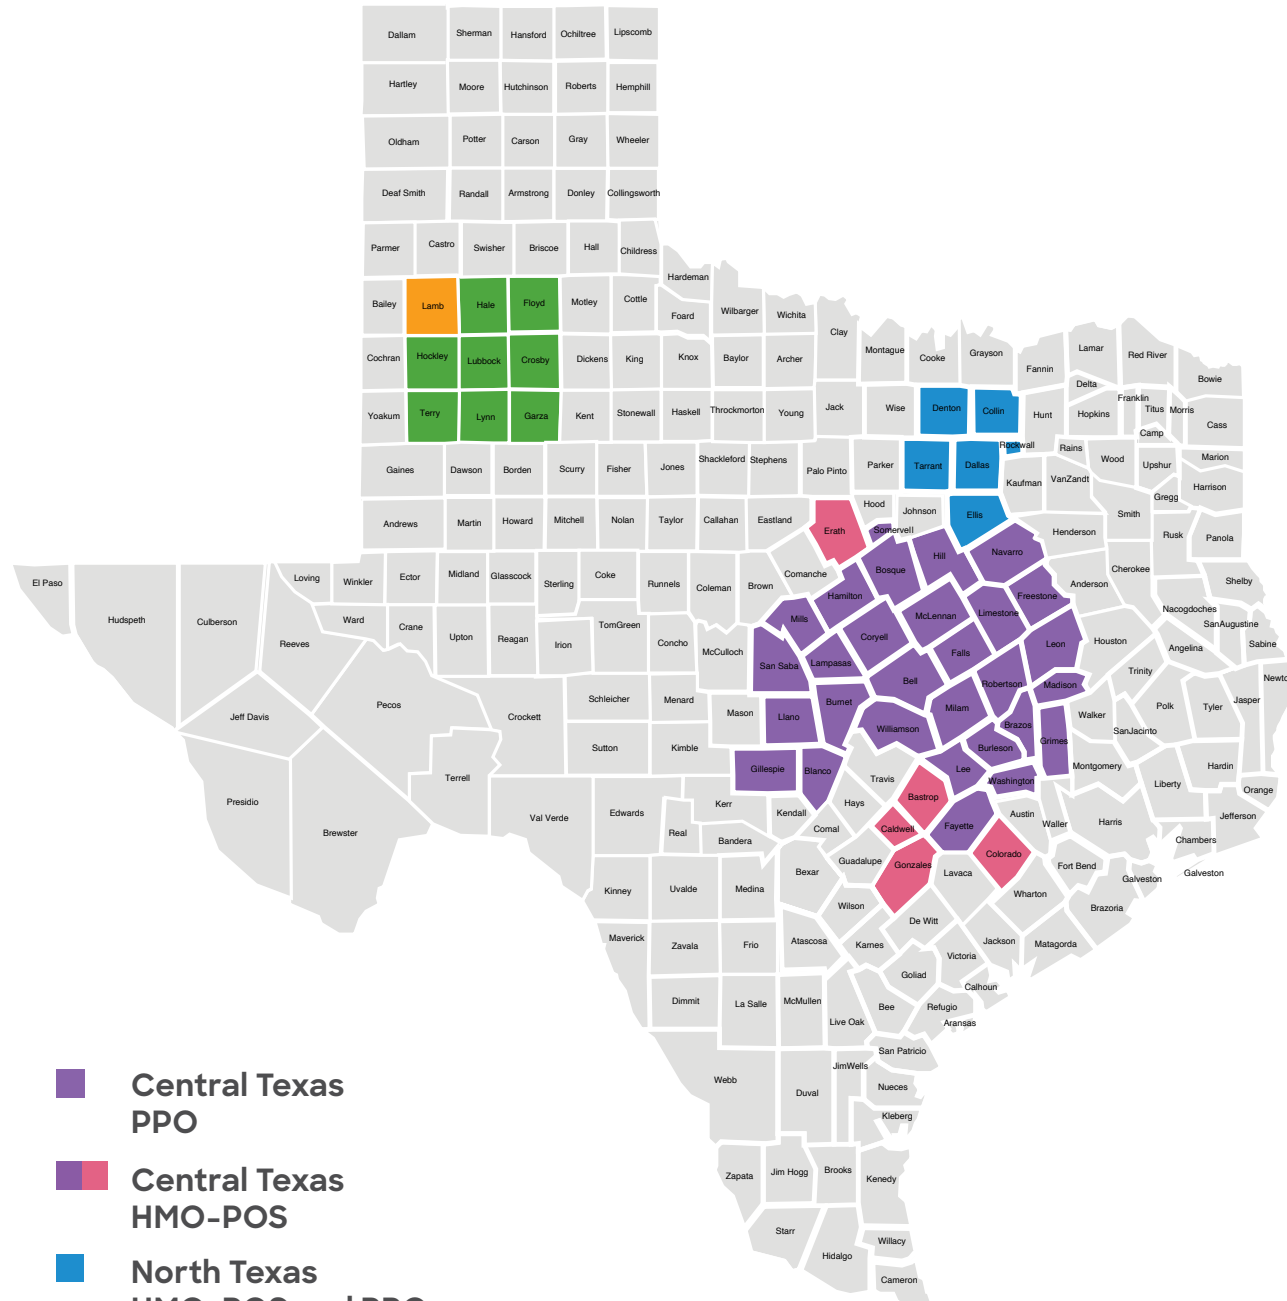 Dallam Sherman Hansford Ochiltree Lipscomb
Hartley Moore Hutchinson Roberts Hemphill
Oldham Potter Carson Gray Wheeler
Deaf Smith Randall Armstrong Donley Collingsworth
Parmer Castro Swisher Briscoe Hall Childress
Hardeman
Bailey Lamb Hale Floyd Motley Cottle Foard Wilbarger Wichita
Clay Montague Cooke Grayson Fannin Lamar Red River Bowie
Cochran Hockley Lubbock Crosby Dickens King Knox Baylor Archer
Delta Franklin Titus Morris Cass
Yoakum Terry Lynn Garza Kent Stonewall Haskell Throckmorton Young Jack Wise Denton Collin Hunt Hopkins Camp
Rockwall Rains Wood Upshur Marion
Gaines Dawson Borden Scurry Fisher Jones Shackleford Stephens Palo Pinto Parker Tarrant Dallas Kaufman VanZandt Harrison
Gregg Smith
Andrews Martin Howard Mitchell Nolan Taylor Callahan Eastland Erath Hood Somervell Johnson Ellis Henderson Rusk Panola
Navarro Hill Bosque Cherokee
El Paso Hudspeth Culberson Loving Winkler Ector Midland Glasscock Sterling Coke Runnels Coleman Brown Comanche Hamilton Freestone Anderson Shelby
Reeves Ward Crane Upton Reagan Irion TomGreen Concho McCulloch Mills Coryell McLennan Limestone Nacogdoches SanAugustine
San Saba Lampasas Bell Falls Leon Houston Angelina Sabine
Trinity Newto
Jeff Davis Pecos Crockett Schleicher Menard Mason Llano Burnet Williamson Milam Robertson Madison Brazos Grimes Walker SanJacinto Polk Tyler Jasper
Sutton Kimble Burleson Montgomery Hardin
Terrell Gillespie Blanco Travis Lee Washington Liberty Orange
Presidio Brewster Val Verde Edwards Kerr Real Bandera Kendall Hays Comal Bastrop Caldwell Fayette Austin Waller Harris Jefferson Chambers
Guadalupe Gonzales Lavaca Colorado Fort Bend Galveston Galveston
Kinney Uvalde Medina Bexar Wilson Wharton Brazoria
De Witt
Maverick Zavala Frio Atascosa Karnes Jackson Matagorda
Victoria Goliad Calhoun
Dimmit La Salle McMullen Live Oak Bee Refugio Aransas
San Patricio
Webb Duval JimWells Nueces
Kleberg
Zapata Jim Hogg Brooks Kenedy
Starr Hidalgo Willacy
Cameron
Central Texas
PPO
Central Texas
HMO-POS
North Texas
HMO-POS and PPO